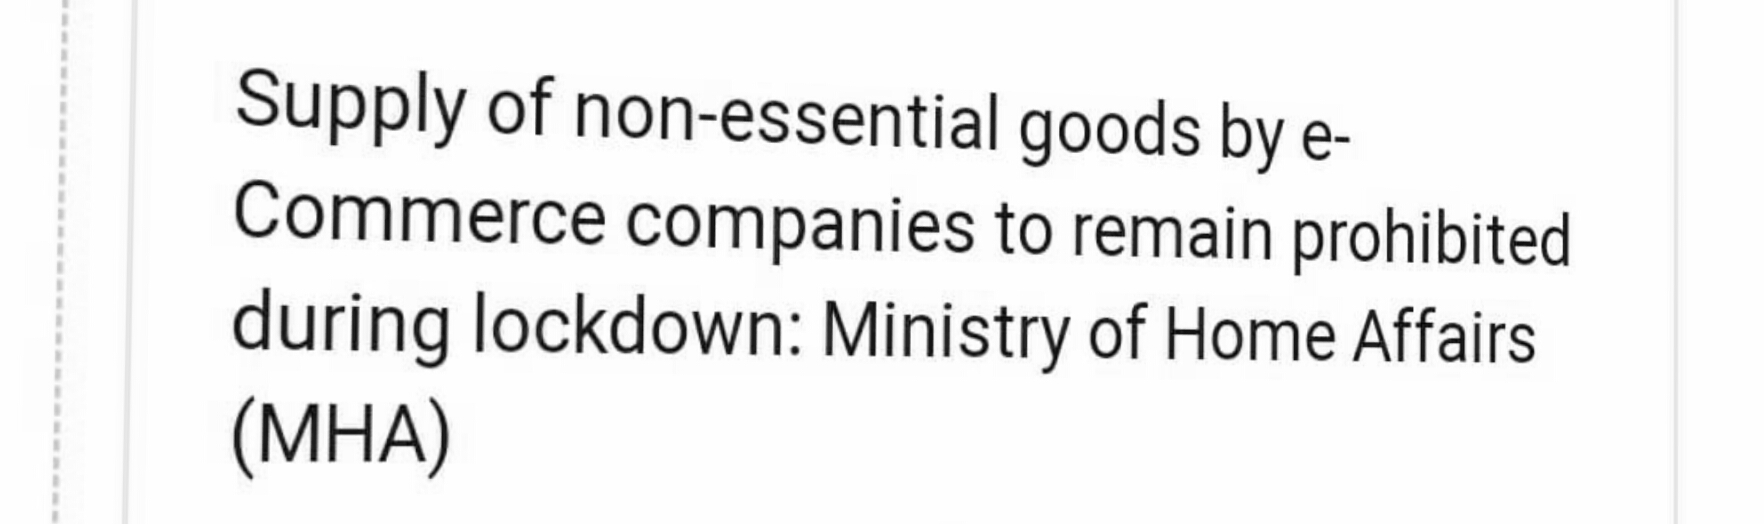 Supply of non-essential goods by e-
Commerce companies to remain prohibited
during lockdown: Ministry of Home Affairs
(MHA)